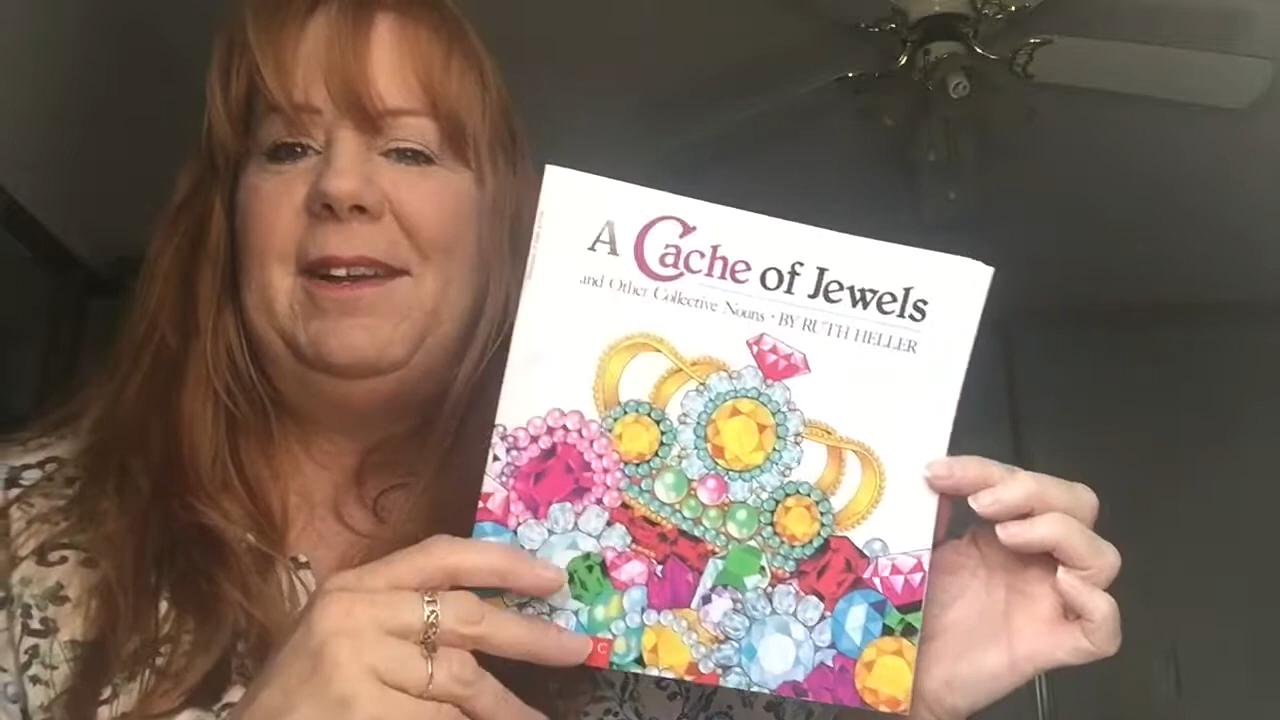 A Cache of Jewels
and Other Collective Nouns • BY RUTH HELLER
C